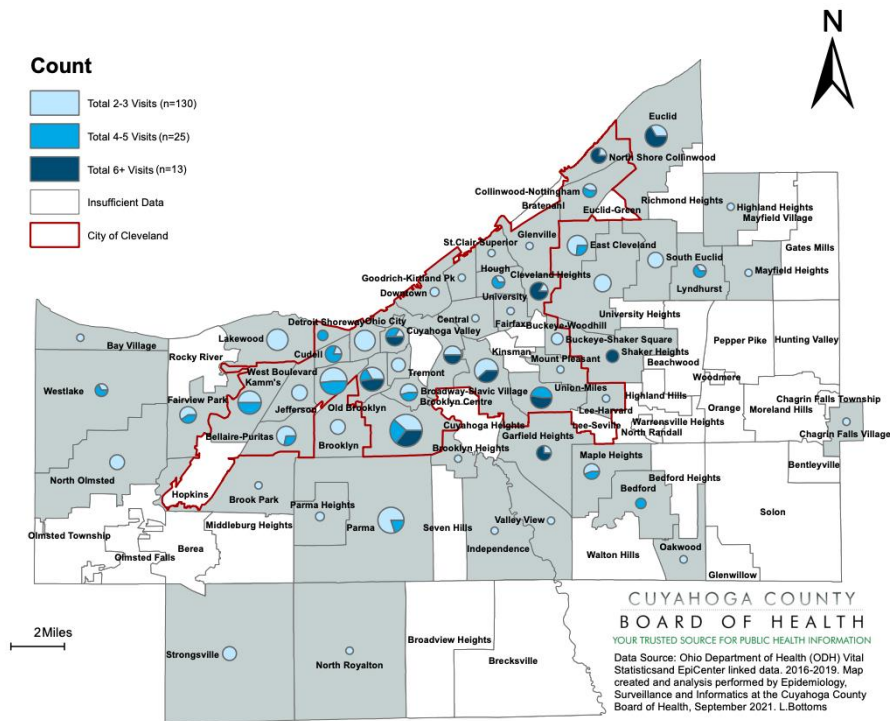 N
Count
Total 2-3 Visits (n=130)
Total 4-5 Visits (n=25)
Total 6+ Visits (n=13)
Insufficient Data
City of Cleveland
Euclid
North Shore Collinwood
Collinwood-Nottingham
Bratenahl
Euclid-Green
Richmond Heights
Highland Heights
Mayfield Village
Gates Mills
Glenville
St.Clair-Superior
East Cleveland
South Euclid
Hough
Cleveland Heights
Mayfield Heights
Lyndhurst
Goodrich-Kirtland Pk
Downtown
University
University Heights
Detroit Shoreway
Ohio City
Central
Fairfax
Buckeye-Woodhill
Cuyahoga Valley
Bay Village
Lakewood
Rocky River
Cudell
Buckeye-Shaker Square
Pepper Pike
Hunting Valley
Kinsman
Mount Pleasant
Shaker Heights
Beachwood
West Boulevard
Kamm's
Tremont
Woodmere
Westlake
Fairview Park
Jefferson
Old Brooklyn
Broadway-Slavic Village
Brooklyn Centre
Union-Miles
Highland Hills
Orange
Moreland Hills
Chagrin Falls Township
Lee-Harvard
Lee-Seville
Warrensville Heights
North Randall
Chagrin Falls Village
Bellaire-Puritas
Brooklyn
Cuyahoga Heights
Garfield Heights
Brooklyn Heights
Maple Heights
Bentleyville
North Olmsted
Hopkins
Brook Park
Bedford Heights
Bedford
Solon
Parma Heights
Parma
Middleburg Heights
Seven Hills
Valley View
Independence
Olmsted Township
Olmsted Falls
Berea
Walton Hills
Oakwood
Glenwillow
2Miles
Strongsville
North Royalton
Broadview Heights
Brecksville
CUYAHOGA COUNTY
BOARD OF HEALTH
YOUR TRUSTED SOURCE FOR PUBLIC HEALTH INFORMATION
Data Source: Ohio Department of Health (ODH) Vital
Statisticsand EpiCenter linked data. 2016-2019. Map
created and analysis performed by Epidemiology,
Surveillance and Informatics at the Cuyahoga County
Board of Health, September 2021. L.Bottoms